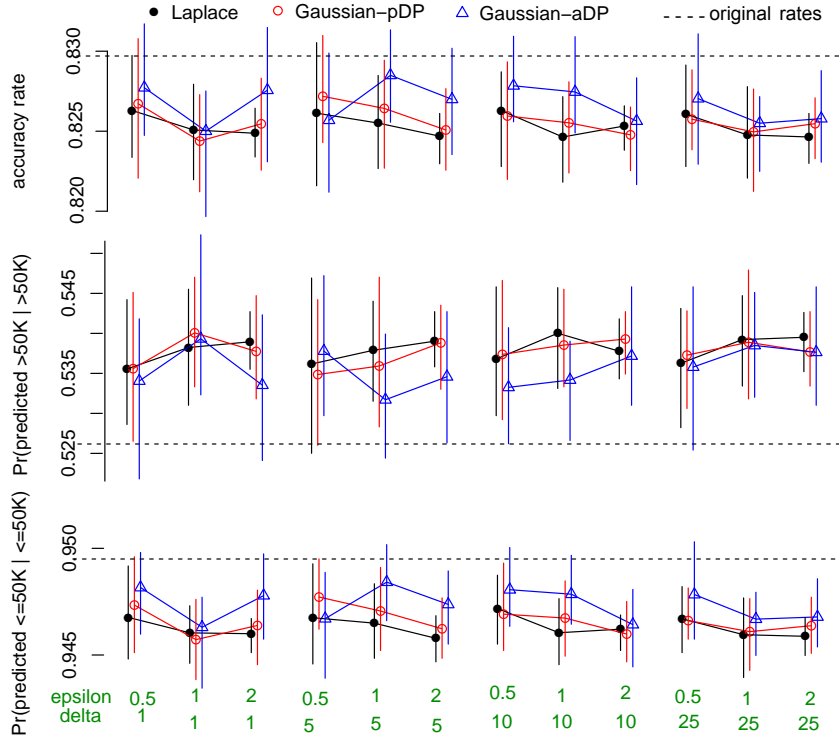 Laplace Gaussian−pDP Gaussian−aDP original rates
accuracy rate
0.830
0.825
0.820
Pr(predicted >50K | >50K)
0.545
0.535
0.525
Pr(predicted <=50K | <=50K)
0.950
0.945
epsilon 0.5 1 2 0.5 1 2 0.5 1 2 0.5 1 2
delta 1 1 1 5 5 5 10 10 10 25 25 25